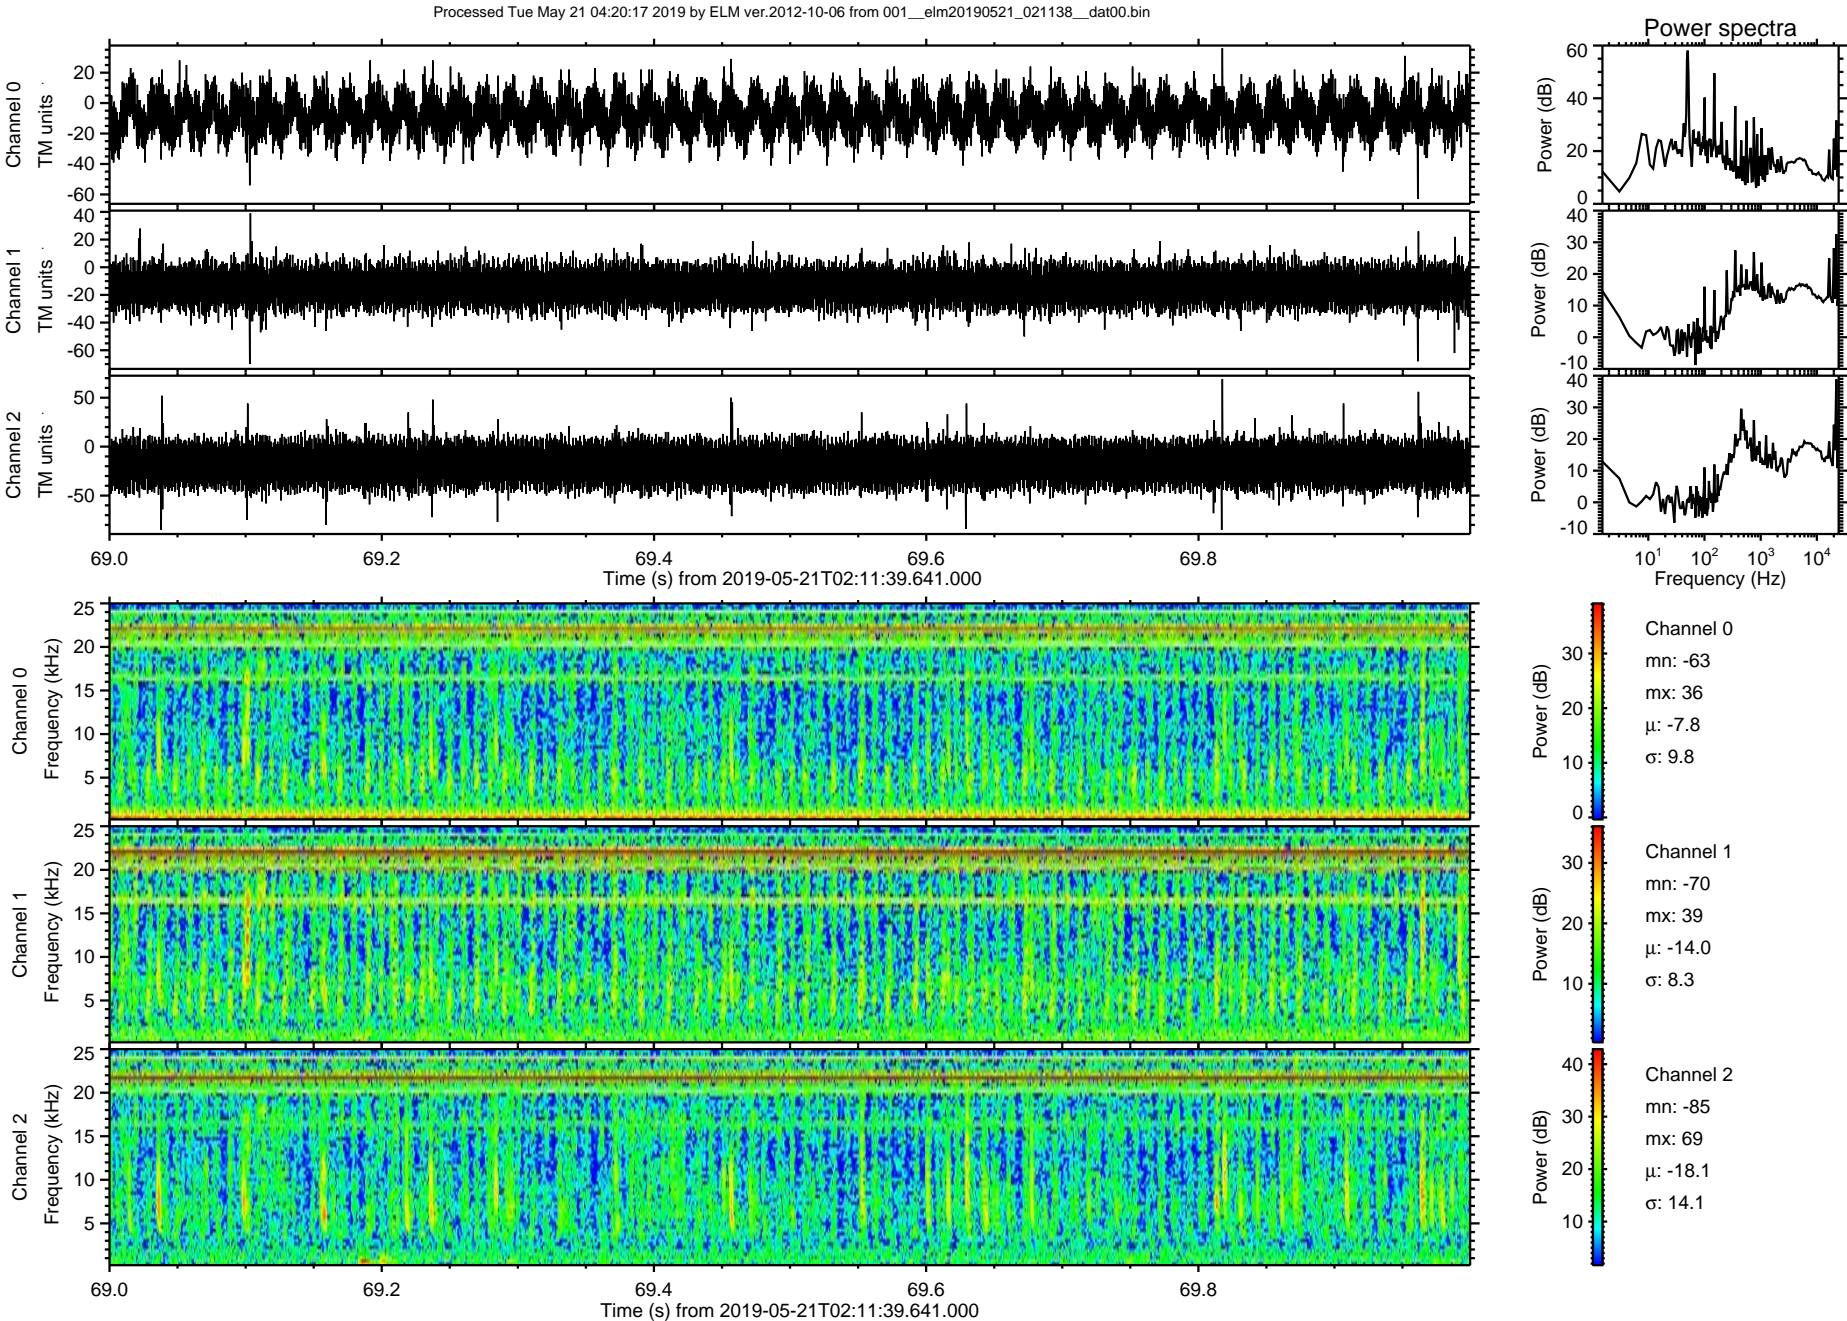 Processed Tue May 21 04:20:17 2019 by ELM ver.2012-10-06 from 001__elm20190521_021138__dat00.bin
Power spectra
Channel 0
TM units
20
0
-20
-40
-60
Power (dB)
60
40
20
0
Channel 1
TM units
40
20
0
-20
-40
-60
Power (dB)
40
30
20
10
0
-10
Channel 2
TM units
50
0
-50
Power (dB)
40
30
20
10
0
-10
69.0 69.2 69.4 69.6 69.8
Time (s) from 2019-05-21T02:11:39.641.000
10¹ 10² 10³ 10⁴
Frequency (Hz)
Channel 0
Frequency (kHz)
25
20
15
10
5
Power (dB)
30
20
10
0
Channel 0
mn: -63
mx: 36
µ: -7.8
σ: 9.8
Channel 1
Frequency (kHz)
25
20
15
10
5
Power (dB)
30
20
10
Channel 1
mn: -70
mx: 39
µ: -14.0
σ: 8.3
Channel 2
Frequency (kHz)
25
20
15
10
5
Power (dB)
40
30
20
10
Channel 2
mn: -85
mx: 69
µ: -18.1
σ: 14.1
69.0 69.2 69.4 69.6 69.8
Time (s) from 2019-05-21T02:11:39.641.000